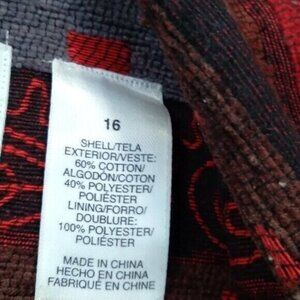 16
SHELL/TELA
EXTERIOR/VESTE:
60% COTTON/
ALGODÓN/COTON
40% POLYESTER/
POLIÉSTER
LINING/FORRO/
DOUBLURE:
100% POLYESTER/
POLIÉSTER
MADE IN CHINA
HECHO EN CHINA
FABRIQUÉ EN CHINE